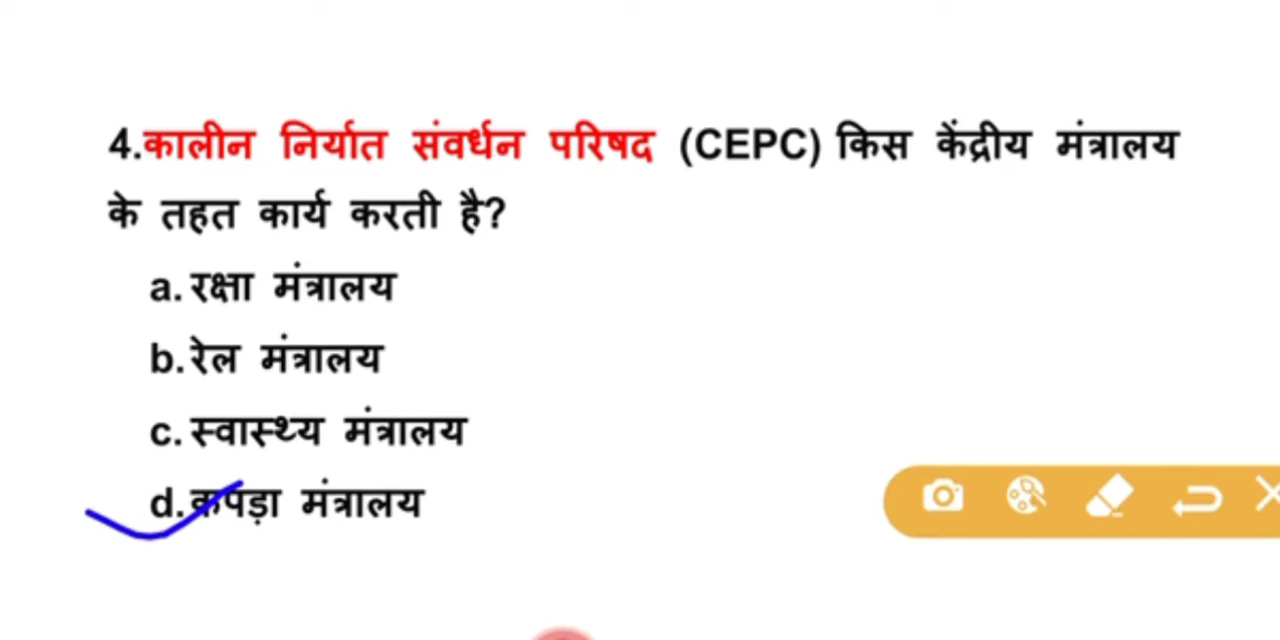 4.कालीन निर्यात संवर्धन परिषद (CEPC) किस केंद्रीय मंत्रालय
के तहत कार्य करती है?
a. रक्षा मंत्रालय
b. रेल मंत्रालय
c. स्वास्थ्य मंत्रालय
d. कपड़ा मंत्रालय